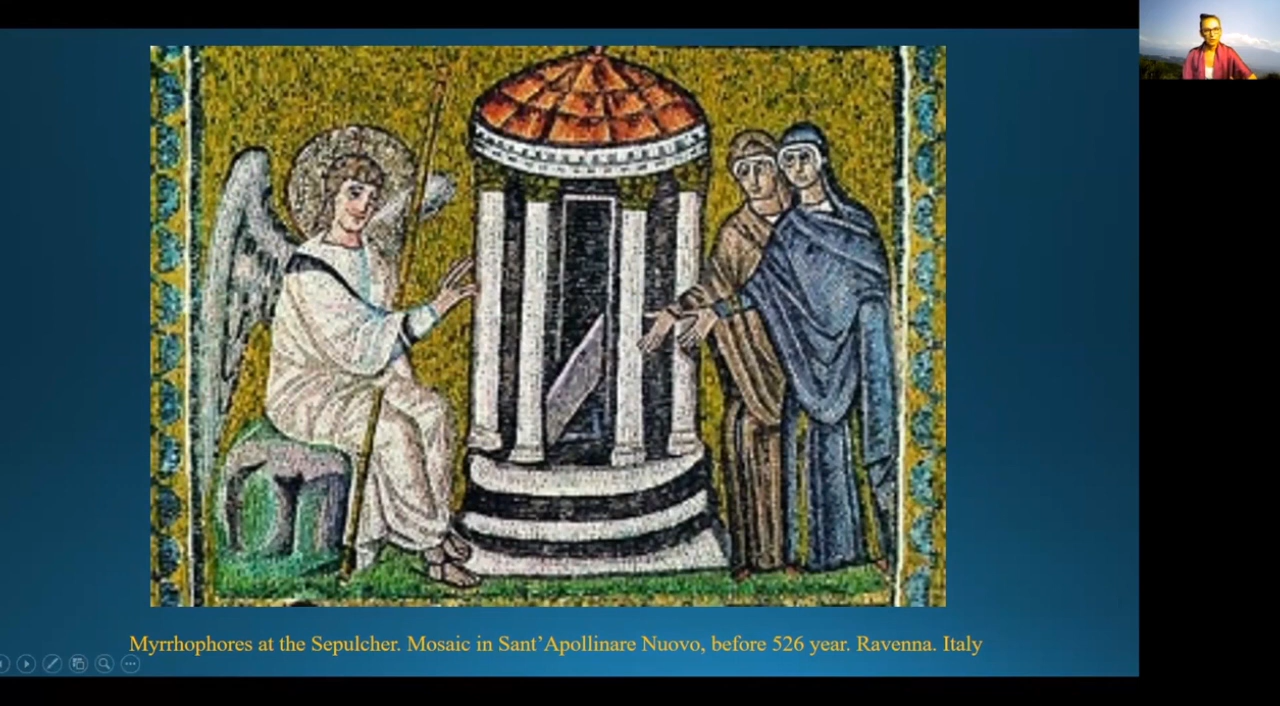 Myrrhophores at the Sepulcher. Mosaic in Sant’Apollinare Nuovo, before 526 year. Ravenna. Italy